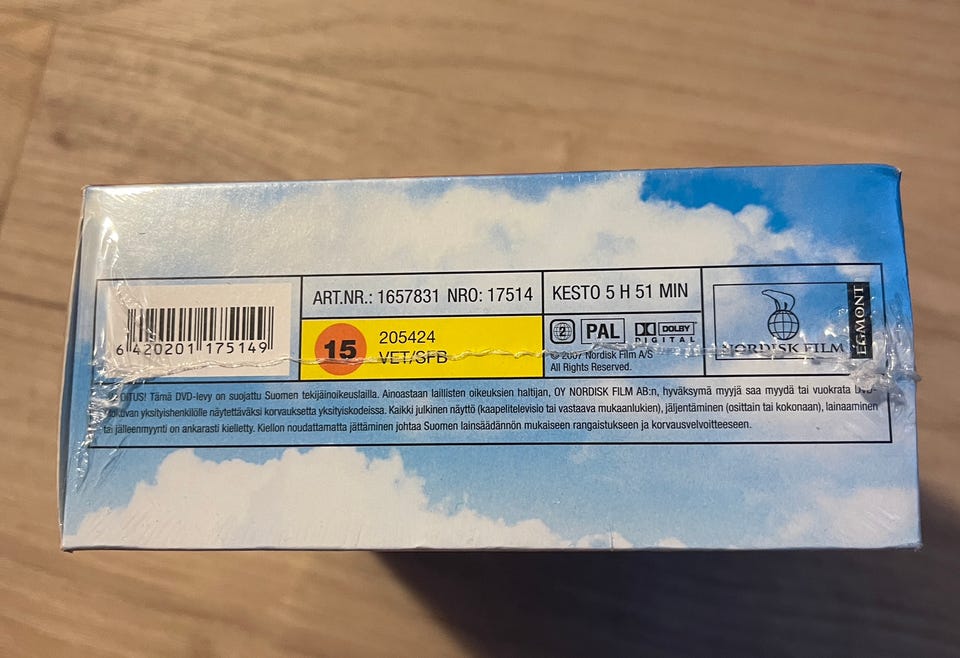 ART.NR.: 1657831 NRO: 17514
KESTO 5 H 51 MIN
6 420201 175149
15
205424
VET/SFB
2
PAL
DOLBY
DIGITAL
© 2007 Nordisk Film A/S
All Rights Reserved.
NORDISK FILM
EGMONT
Tämä DVD-levy on suojattu Suomen tekijäinoikeuslailla. Ainoastaan laillisten oikeuksien haltijan, OY NORDISK FILM AB:n, hyväksymä myyjä saa myydä tai vuokrata DVD-
yksityishenkilölle näytettäväksi korvauksetta yksityiskodeissa. Kaikki julkinen näyttö (kaapelitelevisio tai vastaava mukaanlukien), jäljentäminen (osittain tai kokonaan), lainaaminen
tai jälleenmyynti on ankarasti kielletty. Kiellon noudattamatta jättäminen johtaa Suomen lainsäädännön mukaiseen rangaistukseen ja korvausvelvoitteeseen.